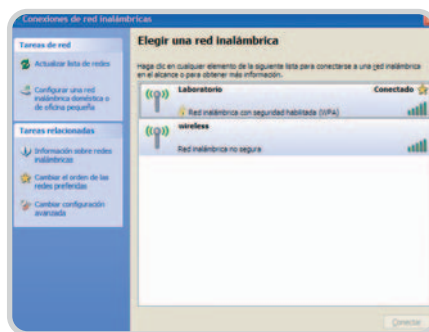 Conexiones de red inalámbricas
Tareas de red
Actualizar lista de redes
Configurar una red
inalámbrica doméstica o
de oficina pequeña
Tareas relacionadas
Información sobre redes
inalámbricas
Cambiar el orden de las
redes preferidas
Cambiar configuración
avanzada
Elegir una red inalámbrica
Haga clic en cualquier elemento de la siguiente lista para conectarse a una red inalámbrica
en el alcance o para obtener más información.
Laboratorio Conectado
Red inalámbrica con seguridad habilitada (WPA)
wireless
Red inalámbrica no segura
Conectar